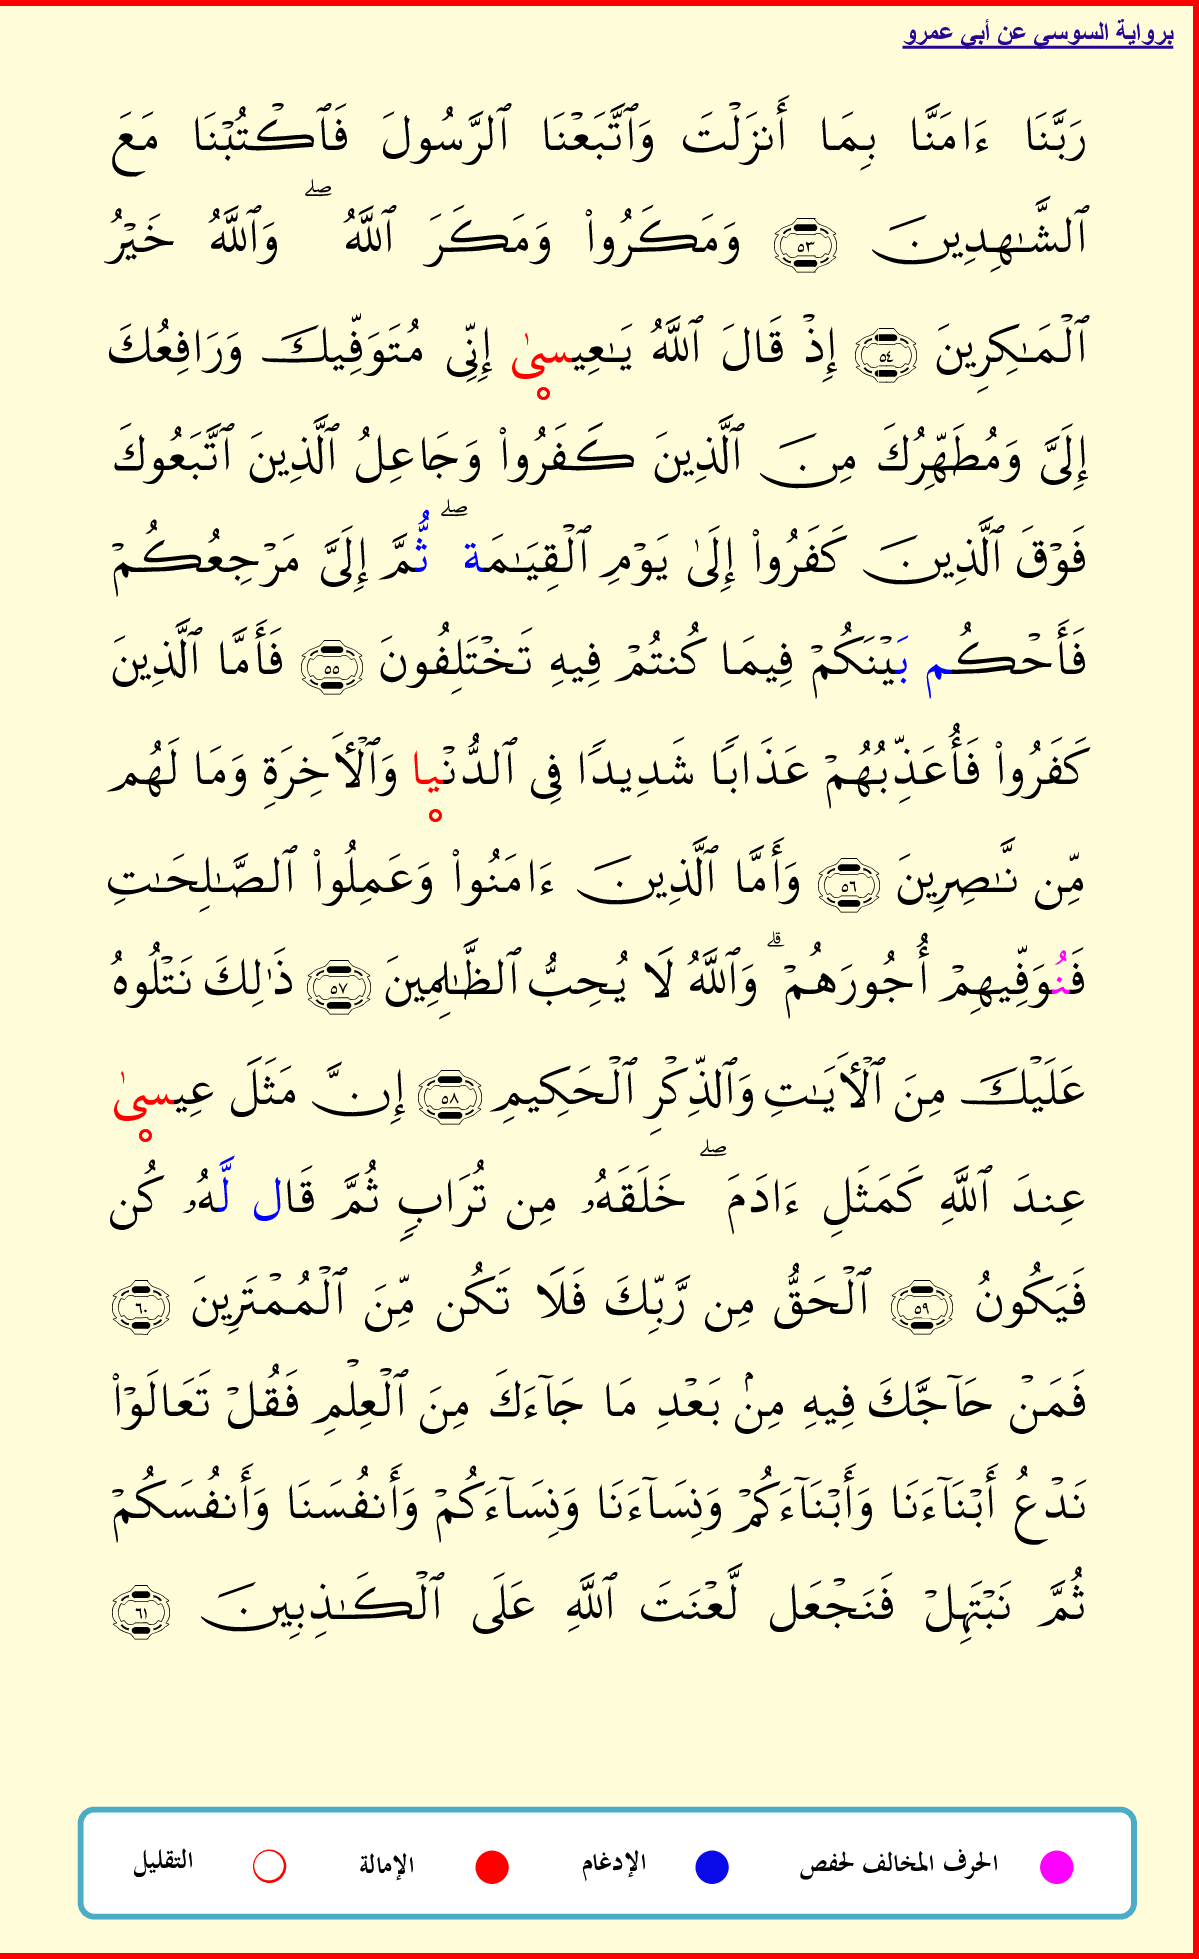 برواية السوسي عن أبي عمرو
رَبَّنَا ءَامَنَّا بِمَا أَنزَلْتَ وَٱتَّبَعْنَا ٱلرَّسُولَ فَٱكْتُبْنَا مَعَ
ٱلشَّٰهِدِينَ ٥٣ وَمَكَرُوا۟ وَمَكَرَ ٱللَّهُ ۖ وَٱللَّهُ خَيْرُ
ٱلْمَٰكِرِينَ ٥٤ إِذْ قَالَ ٱللَّهُ يَٰعِيسىٰ إِنِّى مُتَوَفِّيكَ وَرَافِعُكَ
إِلَىَّ وَمُطَهِّرُكَ مِنَ ٱلَّذِينَ كَفَرُوا۟ وَجَاعِلُ ٱلَّذِينَ ٱتَّبَعُوكَ
فَوْقَ ٱلَّذِينَ كَفَرُوا۟ إِلَىٰ يَوْمِ ٱلْقِيَٰمَة ۖ ثُّمَّ إِلَىَّ مَرْجِعُكُمْ
فَأَحْكُم بَيْنَكُمْ فِيمَا كُنتُمْ فِيهِ تَخْتَلِفُونَ ٥٥ فَأَمَّا ٱلَّذِينَ
كَفَرُوا۟ فَأُعَذِّبُهُمْ عَذَابًا شَدِيدًا فِى ٱلدُّنْيا وَٱلْأَخِرَةِ وَمَا لَهُم
مِّن نَّٰصِرِينَ ٥٦ وَأَمَّا ٱلَّذِينَ ءَامَنُوا۟ وَعَمِلُوا۟ ٱلصَّٰلِحَٰتِ
فَنُوَفِّيهِمْ أُجُورَهُمْ ۗ وَٱللَّهُ لَا يُحِبُّ ٱلظَّٰلِمِينَ ٥٧ ذَٰلِكَ نَتْلُوهُ
عَلَيْكَ مِنَ ٱلْأَيَٰتِ وَٱلذِّكْرِ ٱلْحَكِيمِ ٥٨ إِنَّ مَثَلَ عِيسىٰ
عِندَ ٱللَّهِ كَمَثَلِ ءَادَمَ ۖ خَلَقَهُۥ مِن تُرَابٍ ثُمَّ قَال لَّهُۥ كُن
فَيَكُونُ ٥٩ ٱلْحَقُّ مِن رَّبِّكَ فَلَا تَكُن مِّنَ ٱلْمُمْتَرِينَ ٦٠
فَمَنْ حَآجَّكَ فِيهِ مِنۢ بَعْدِ مَا جَآءَكَ مِنَ ٱلْعِلْمِ فَقُلْ تَعَالَوْا۟
نَدْعُ أَبْنَآءَنَا وَأَبْنَآءَكُمْ وَنِسَآءَنَا وَنِسَآءَكُمْ وَأَنفُسَنَا وَأَنفُسَكُمْ
ثُمَّ نَبْتَهِلْ فَنَجْعَل لَّعْنَتَ ٱللَّهِ عَلَى ٱلْكَٰذِبِينَ ٦١
الحرف المخالف لحفص الإدغام الإمالة التقليل